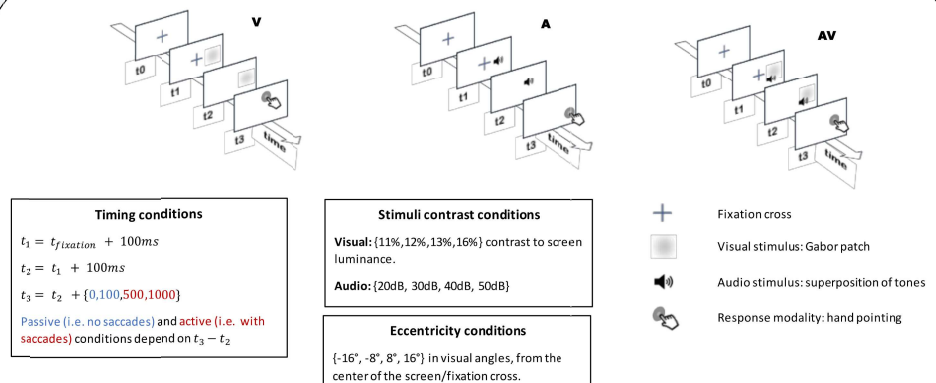 V
t0
t1
t2
t3
time
A
t0
t1
t2
t3
time
AV
t0
t1
t2
t3
time
Timing conditions
t₁ = t_fixation + 100ms
t₂ = t₁ + 100ms
t₃ = t₂ + {0,100,500,1000}
Passive (i.e. no saccades) and active (i.e. with
saccades) conditions depend on t₃ − t₂
Stimuli contrast conditions
Visual: {11%,12%,13%,16%} contrast to screen
luminance.
Audio: {20dB, 30dB, 40dB, 50dB}
Eccentricity conditions
{-16°, -8°, 8°, 16°} in visual angles, from the
center of the screen/fixation cross.
Fixation cross
Visual stimulus: Gabor patch
Audio stimulus: superposition of tones
Response modality: hand pointing